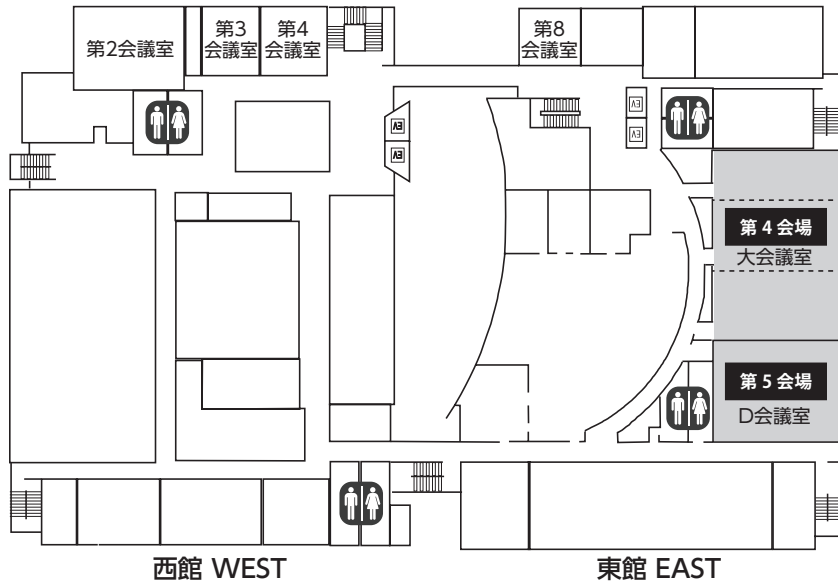 第2会議室
第3
会議室
第4
会議室
第8
会議室
EV
EV
EV
EV
第4会場
大会議室
第5会場
D会議室
西館 WEST
東館 EAST